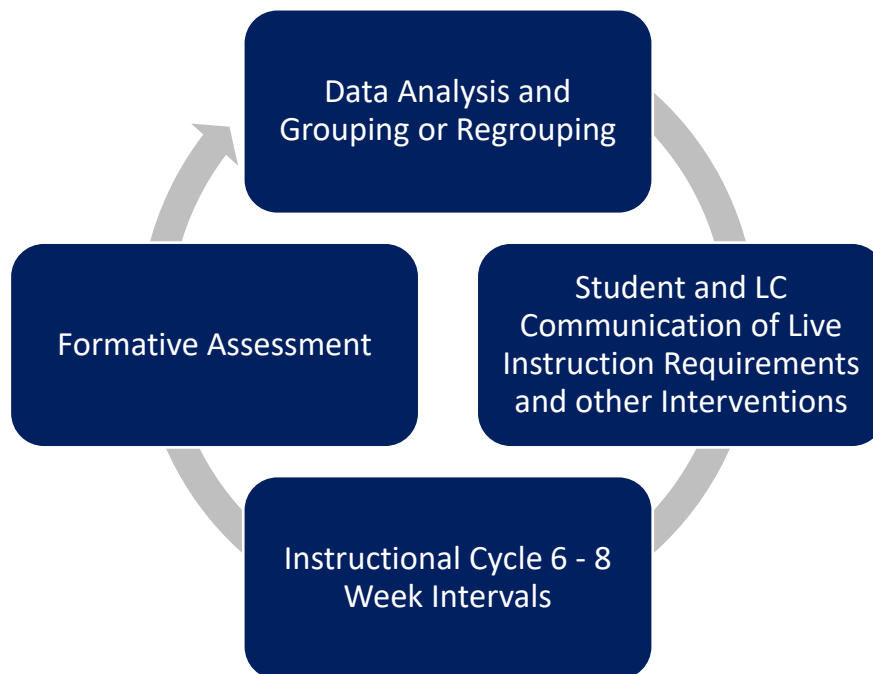 Data Analysis and
Grouping or Regrouping
Student and LC
Communication of Live
Instruction Requirements
and other Interventions
Instructional Cycle 6 - 8
Week Intervals
Formative Assessment